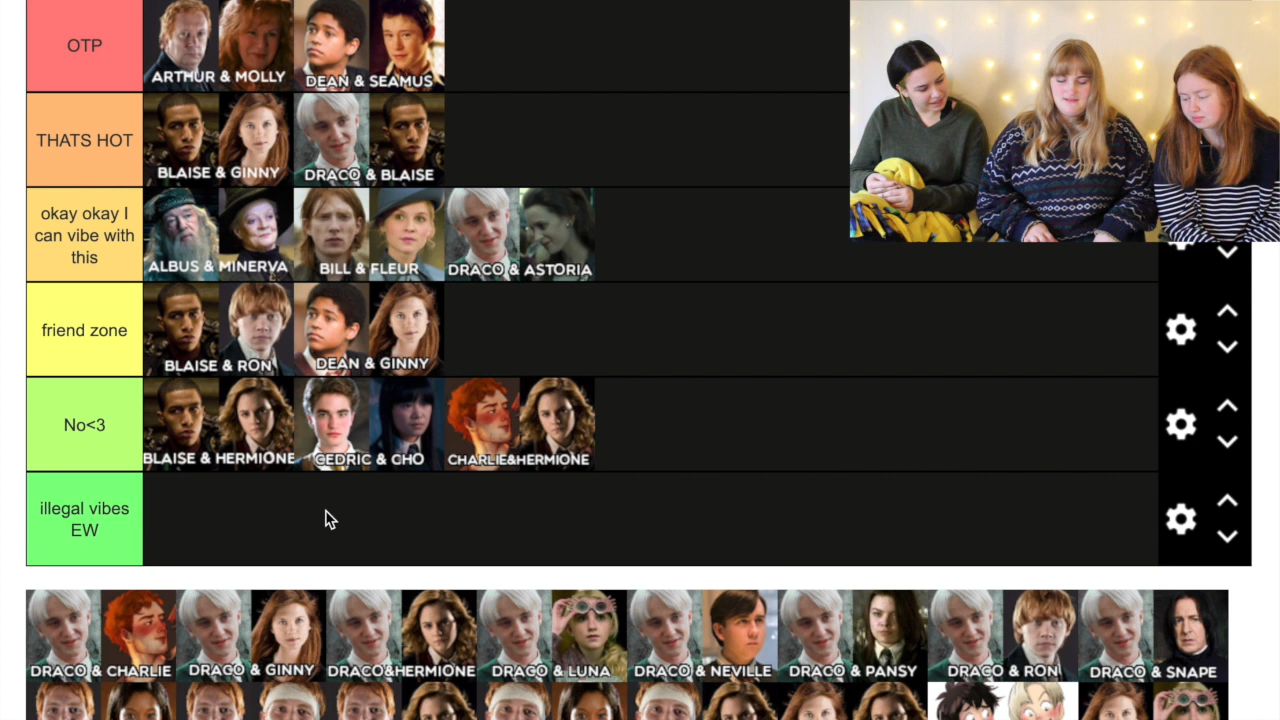 OTP
ARTHUR & MOLLY
DEAN & SEAMUS
THATS HOT
BLAISE & GINNY
DRACO & BLAISE
okay okay I
can vibe with
this
ALBUS & MINERVA
BILL & FLEUR
DRACO & ASTORIA
friend zone
BLAISE & RON
DEAN & GINNY
No<3
BLAISE & HERMIONE
CEDRIC & CHO
CHARLIE&HERMIONE
illegal vibes
EW
DRACO & CHARLIE
DRACO & GINNY
DRACO&HERMIONE
DRACO & LUNA
DRACO & NEVILLE
DRACO & PANSY
DRACO & RON
DRACO & SNAPE